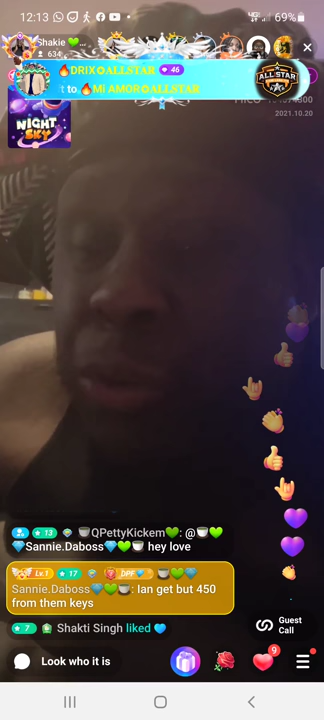 12:13
69%
Shakie 💚...
634
🔥DRIX✪ALLSTAR 46
t to 🔥Mi AMOR✪ALLSTAR
ALL STAR
2021.10.20
NIGHT
SKY
13 ☕QPettyKickem💚: @☕💚
💎Sannie.Daboss💎💚☕ hey love
Lv.1 17 DPF💎 ☕💚💎
Sannie.Daboss💎💚☕: Ian get but 450
from them keys
7 Shakti Singh liked 💙
Guest
Call
Look who it is
9